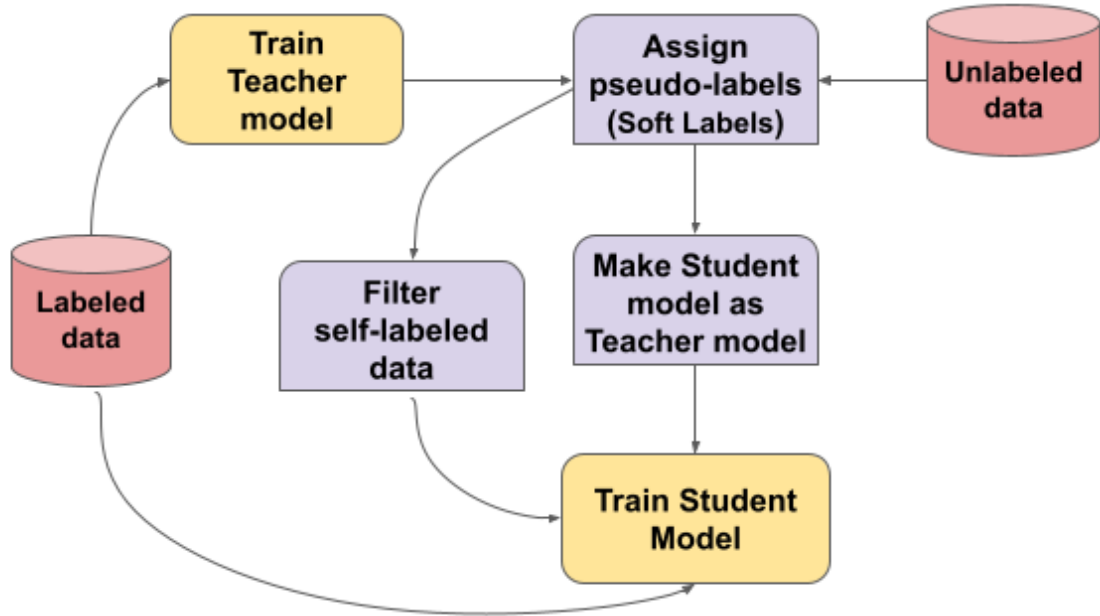 Train
Teacher
model
Assign
pseudo-labels
(Soft Labels)
Unlabeled
data
Labeled
data
Filter
self-labeled
data
Make Student
model as
Teacher model
Train Student
Model